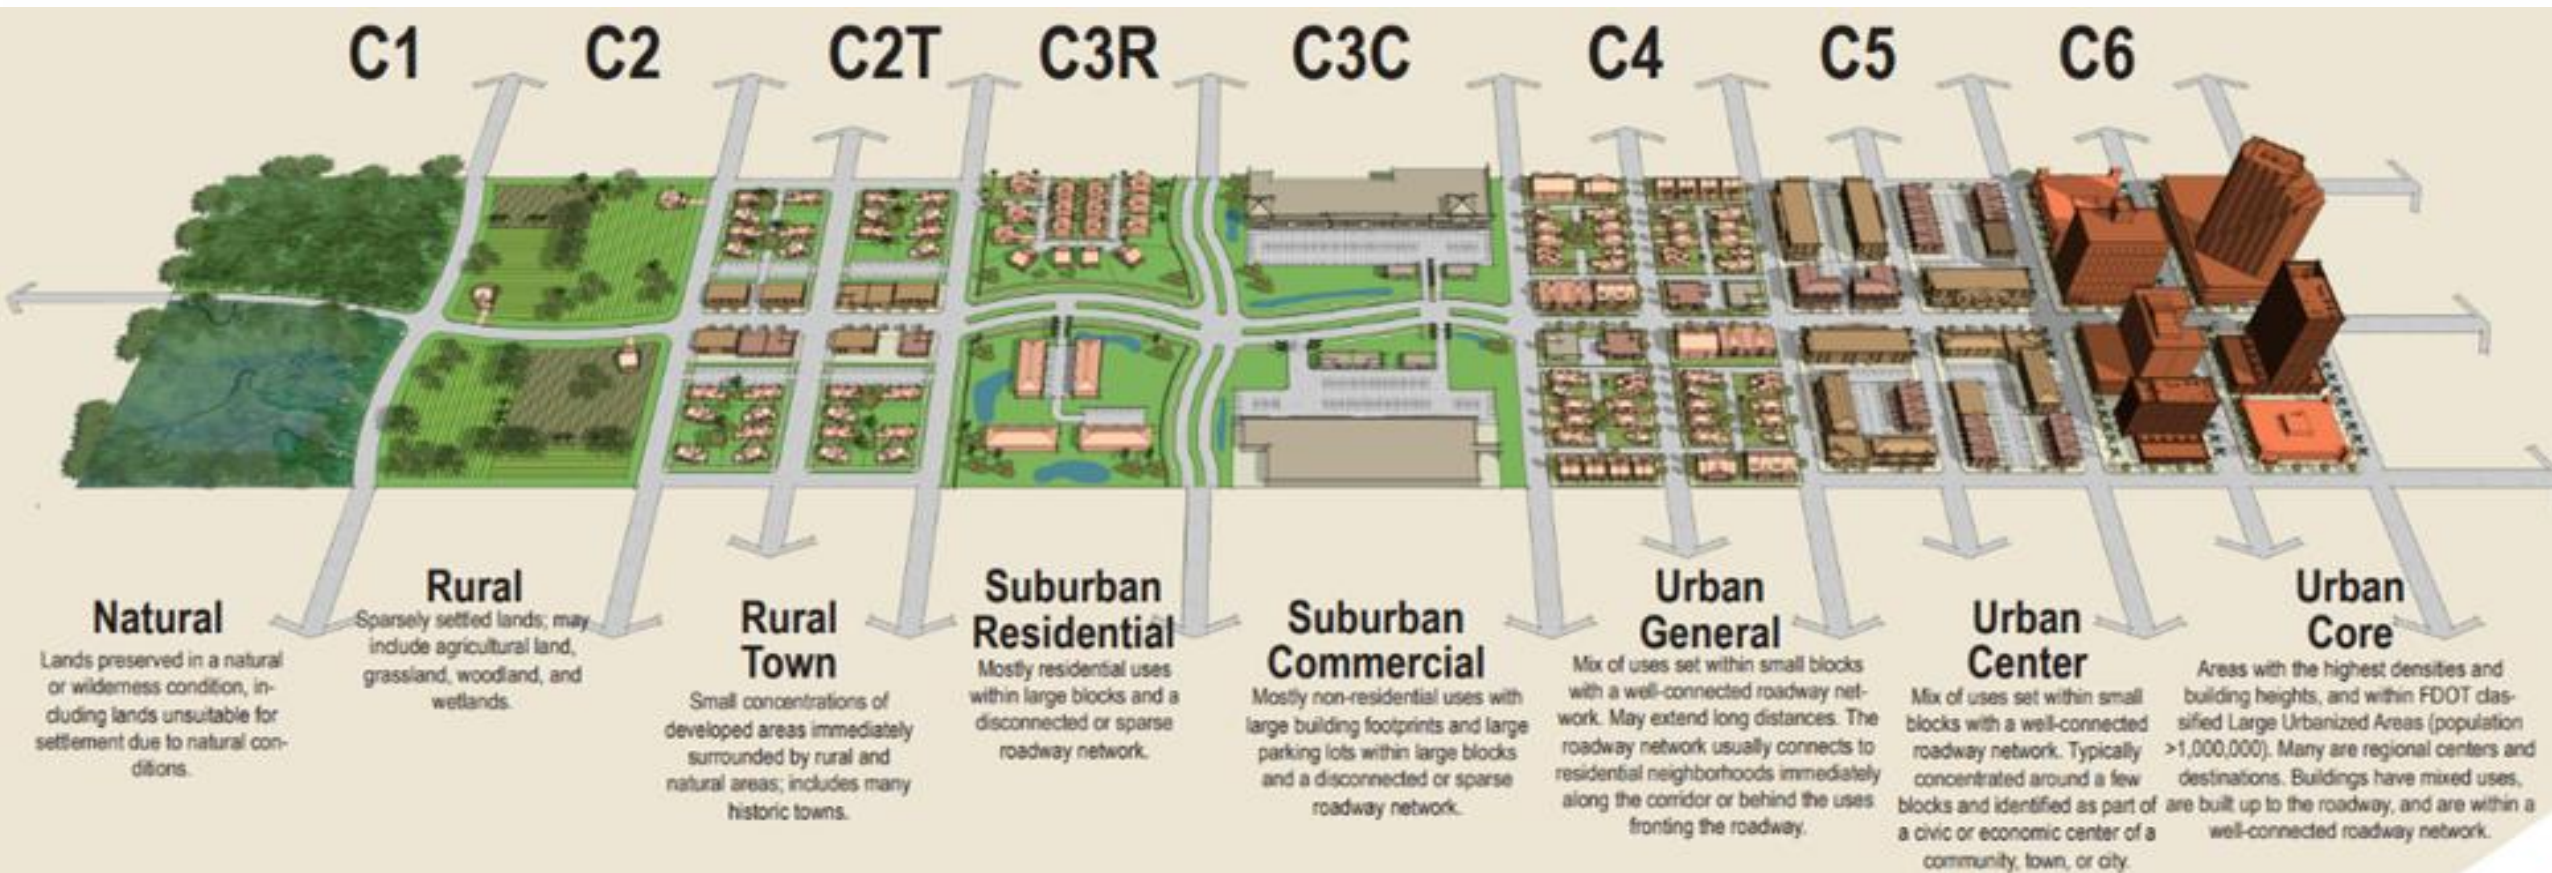 C1 C2 C2T C3R C3C C4 C5 C6
Natural
Lands preserved in a natural
or wilderness condition, in-
cluding lands unsuitable for
settlement due to natural con-
ditions.
Rural
Sparsely settled lands; may
include agricultural land,
grassland, woodland, and
wetlands.
Rural
Town
Small concentrations of
developed areas immediately
surrounded by rural and
natural areas; includes many
historic towns.
Suburban
Residential
Mostly residential uses
within large blocks and a
disconnected or sparse
roadway network.
Suburban
Commercial
Mostly non-residential uses with
large building footprints and large
parking lots within large blocks
and a disconnected or sparse
roadway network.
Urban
General
Mix of uses set within small blocks
with a well-connected roadway net-
work. May extend long distances. The
roadway network usually connects to
residential neighborhoods immediately
along the corridor or behind the uses
fronting the roadway.
Urban
Center
Mix of uses set within small
blocks with a well-connected
roadway network. Typically
concentrated around a few
blocks and identified as part of
a civic or economic center of a
community, town, or city.
Urban
Core
Areas with the highest densities and
building heights, and within FDOT clas-
sified Large Urbanized Areas (population
>1,000,000). Many are regional centers and
destinations. Buildings have mixed uses,
are built up to the roadway, and are within a
well-connected roadway network.